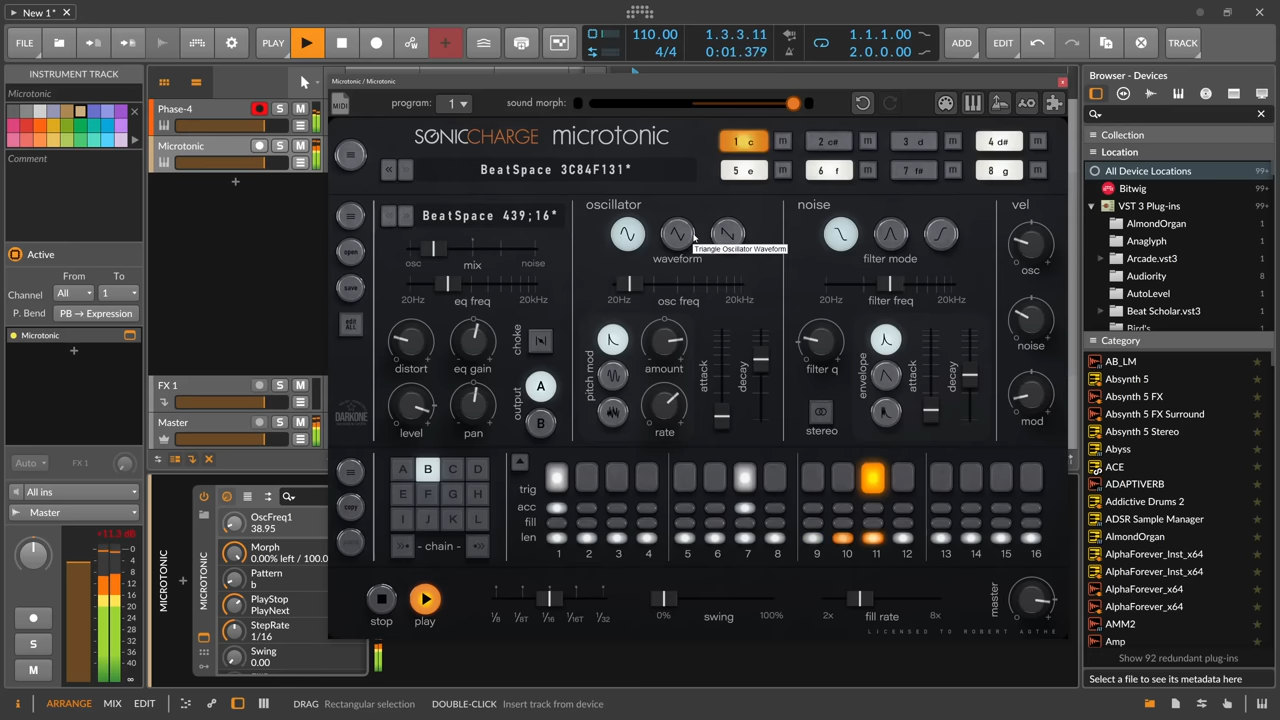 New 1*
FILE
PLAY
110.00
4/4
1.3.3.11
0:01.379
1.1.1.00
2.0.0.00
ADD
EDIT
TRACK
INSTRUMENT TRACK
Microtonic
Comment
Active
From
To
Channel
All
1
P. Bend
PB → Expression
Microtonic
Auto
FX 1
All ins
Master
+11.3 dB
S
M
Phase-4
S
M
Microtonic
S
M
FX 1
S
M
Master
S
M
Microtonic / Microtonic
MIDI
program:
1
sound morph:
SONICCHARGE microtonic
BeatSpace 3C84F131*
1 c
m
2 c#
m
3 d
m
4 d#
m
5 e
m
6 f
m
7 f#
m
8 g
m
BeatSpace 439;16*
open
save
edit ALL
osc
mix
noise
20Hz
eq freq
20kHz
distort
eq gain
choke
level
pan
output
A
B
DARKONE
oscillator
Triangle Oscillator Waveform
waveform
20Hz
osc freq
20kHz
pitch mod
amount
rate
attack
decay
noise
filter mode
20Hz
filter freq
20kHz
filter q
stereo
envelope
attack
decay
vel
osc
noise
mod
copy
A
B
C
D
E
F
G
H
J
K
L
- chain -
trig
acc
fill
len
1
2
3
4
5
6
7
8
9
10
11
12
13
14
15
16
stop
play
1/8
1/8T
1/16
1/16T
1/32
0%
swing
100%
2x
fill rate
8x
master
LICENSED TO ROBERT AGTHE
MICROTONIC
MICROTONIC
OscFreq1
38.95
Morph
0.00% left / 100.0
Pattern
b
PlayStop
PlayNext
StepRate
1/16
Swing
0.00
Browser - Devices
Collection
Location
All Device Locations
99+
Bitwig
99+
VST 3 Plug-ins
99+
AlmondOrgan
1
Anaglyph
1
Arcade.vst3
2
Audiority
1
AutoLevel
1
Beat Scholar.vst3
1
Bird's
1
Category
AB_LM
Absynth 5
Absynth 5 FX
Absynth 5 FX Surround
Absynth 5 Stereo
Abyss
ACE
ADAPTIVERB
Addictive Drums 2
ADSR Sample Manager
AlmondOrgan
AlphaForever_Inst_x64
AlphaForever_Inst_x64
AlphaForever_x64
AlphaForever_x64
AMM2
Amp
Show 92 redundant plug-ins
Select a file to see its metadata here
i
ARRANGE
MIX
EDIT
DRAG
Rectangular selection
DOUBLE-CLICK
Insert track from device